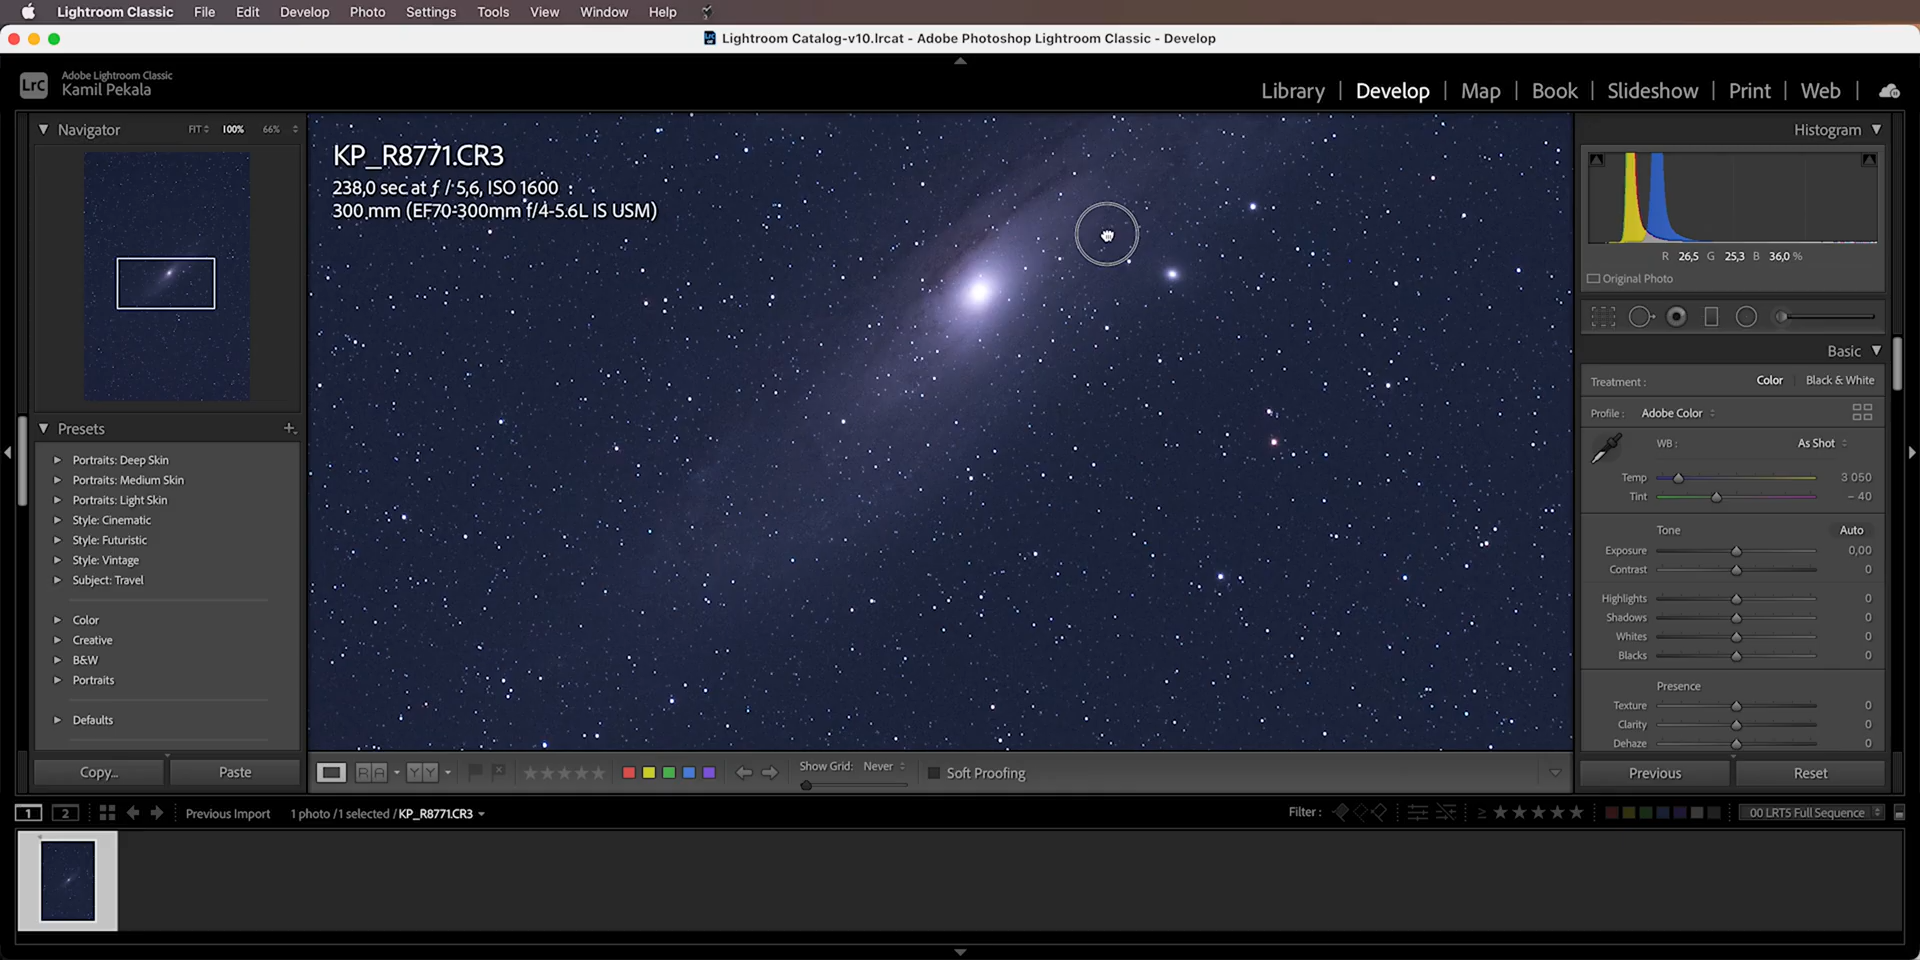 Lightroom Classic File Edit Develop Photo Settings Tools View Window Help
Lightroom Catalog-v10.lrcat - Adobe Photoshop Lightroom Classic - Develop
LrC
Adobe Lightroom Classic
Kamil Pekala
Library | Develop | Map | Book | Slideshow | Print | Web
Navigator FIT 100% 66%
Presets
Portraits: Deep Skin
Portraits: Medium Skin
Portraits: Light Skin
Style: Cinematic
Style: Futuristic
Style: Vintage
Subject: Travel
Color
Creative
B&W
Portraits
Defaults
Copy... Paste
KP_R8771.CR3
238,0 sec at ƒ / 5,6, ISO 1600
300 mm (EF70-300mm f/4-5.6L IS USM)
RA YY Show Grid: Never Soft Proofing
Histogram
R 26,5 G 25,3 B 36,0 %
Original Photo
Basic
Treatment : Color Black & White
Profile : Adobe Color
WB : As Shot
Temp 3 050
Tint – 40
Tone Auto
Exposure 0,00
Contrast 0
Highlights 0
Shadows 0
Whites 0
Blacks 0
Presence
Texture 0
Clarity 0
Dehaze 0
Previous Reset
1 2 Previous Import 1 photo / 1 selected / KP_R8771.CR3 Filter : ≥ 00 LRT5 Full Sequence